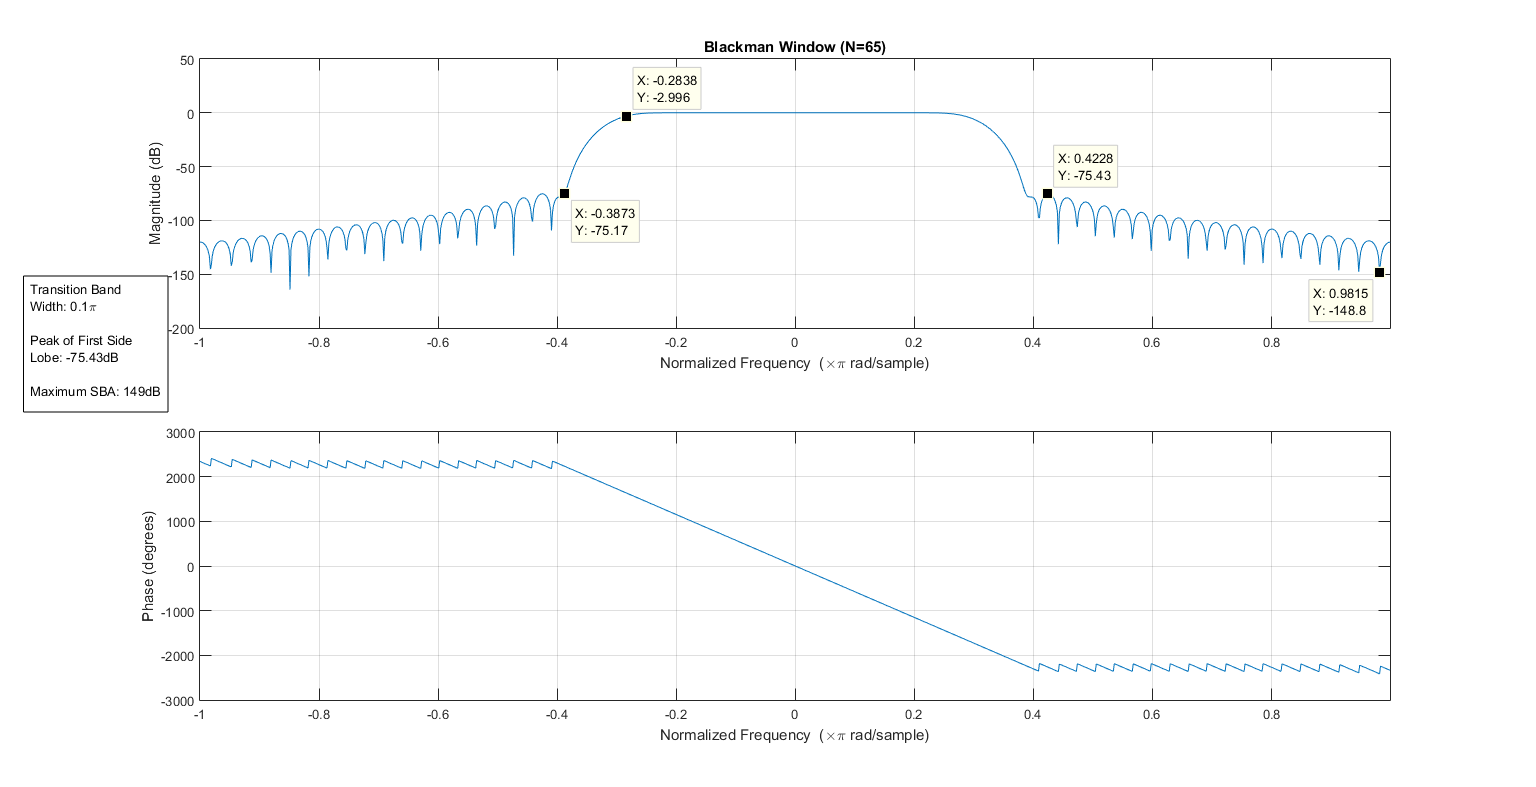 Blackman Window (N=65)
50
0
-50
-100
-150
-200
Magnitude (dB)
X: -0.2838
Y: -2.996
X: -0.3873
Y: -75.17
X: 0.4228
Y: -75.43
X: 0.9815
Y: -148.8
-1 -0.8 -0.6 -0.4 -0.2 0 0.2 0.4 0.6 0.8
Normalized Frequency (×π rad/sample)
Transition Band
Width: 0.1π
Peak of First Side
Lobe: -75.43dB
Maximum SBA: 149dB
3000
2000
1000
0
-1000
-2000
-3000
Phase (degrees)
-1 -0.8 -0.6 -0.4 -0.2 0 0.2 0.4 0.6 0.8
Normalized Frequency (×π rad/sample)